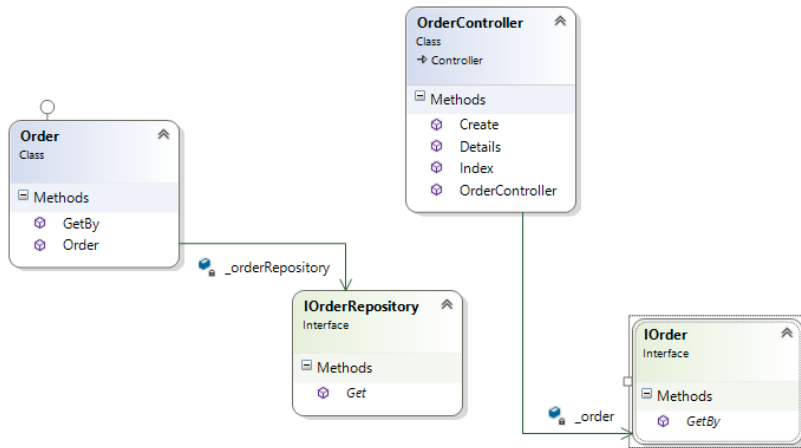 OrderController
Class
Controller
Methods
Create
Details
Index
OrderController
Order
Class
Methods
GetBy
Order
_orderRepository
IOrderRepository
Interface
Methods
Get
IOrder
Interface
Methods
GetBy
_order